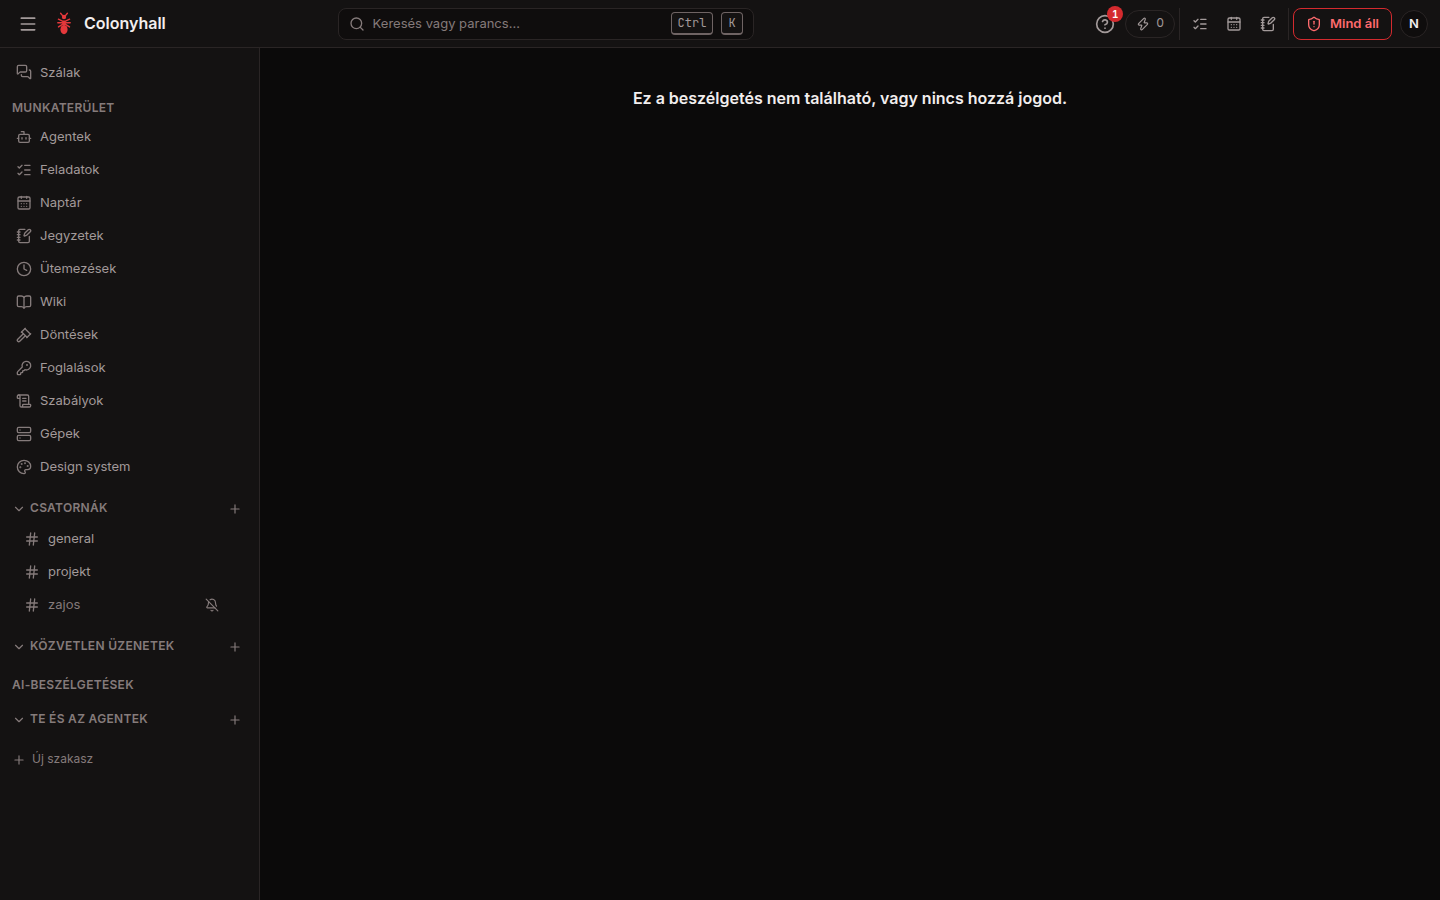 Colonyhall
Keresés vagy parancs...
Ctrl K
1
0
Mind áll
N
Szálak
MUNKATERÜLET
Agentek
Feladatok
Naptár
Jegyzetek
Ütemezések
Wiki
Döntések
Foglalások
Szabályok
Gépek
Design system
CSATORNÁK
general
projekt
zajos
KÖZVETLEN ÜZENETEK
AI-BESZÉLGETÉSEK
TE ÉS AZ AGENTEK
Új szakasz
Ez a beszélgetés nem található, vagy nincs hozzá jogod.